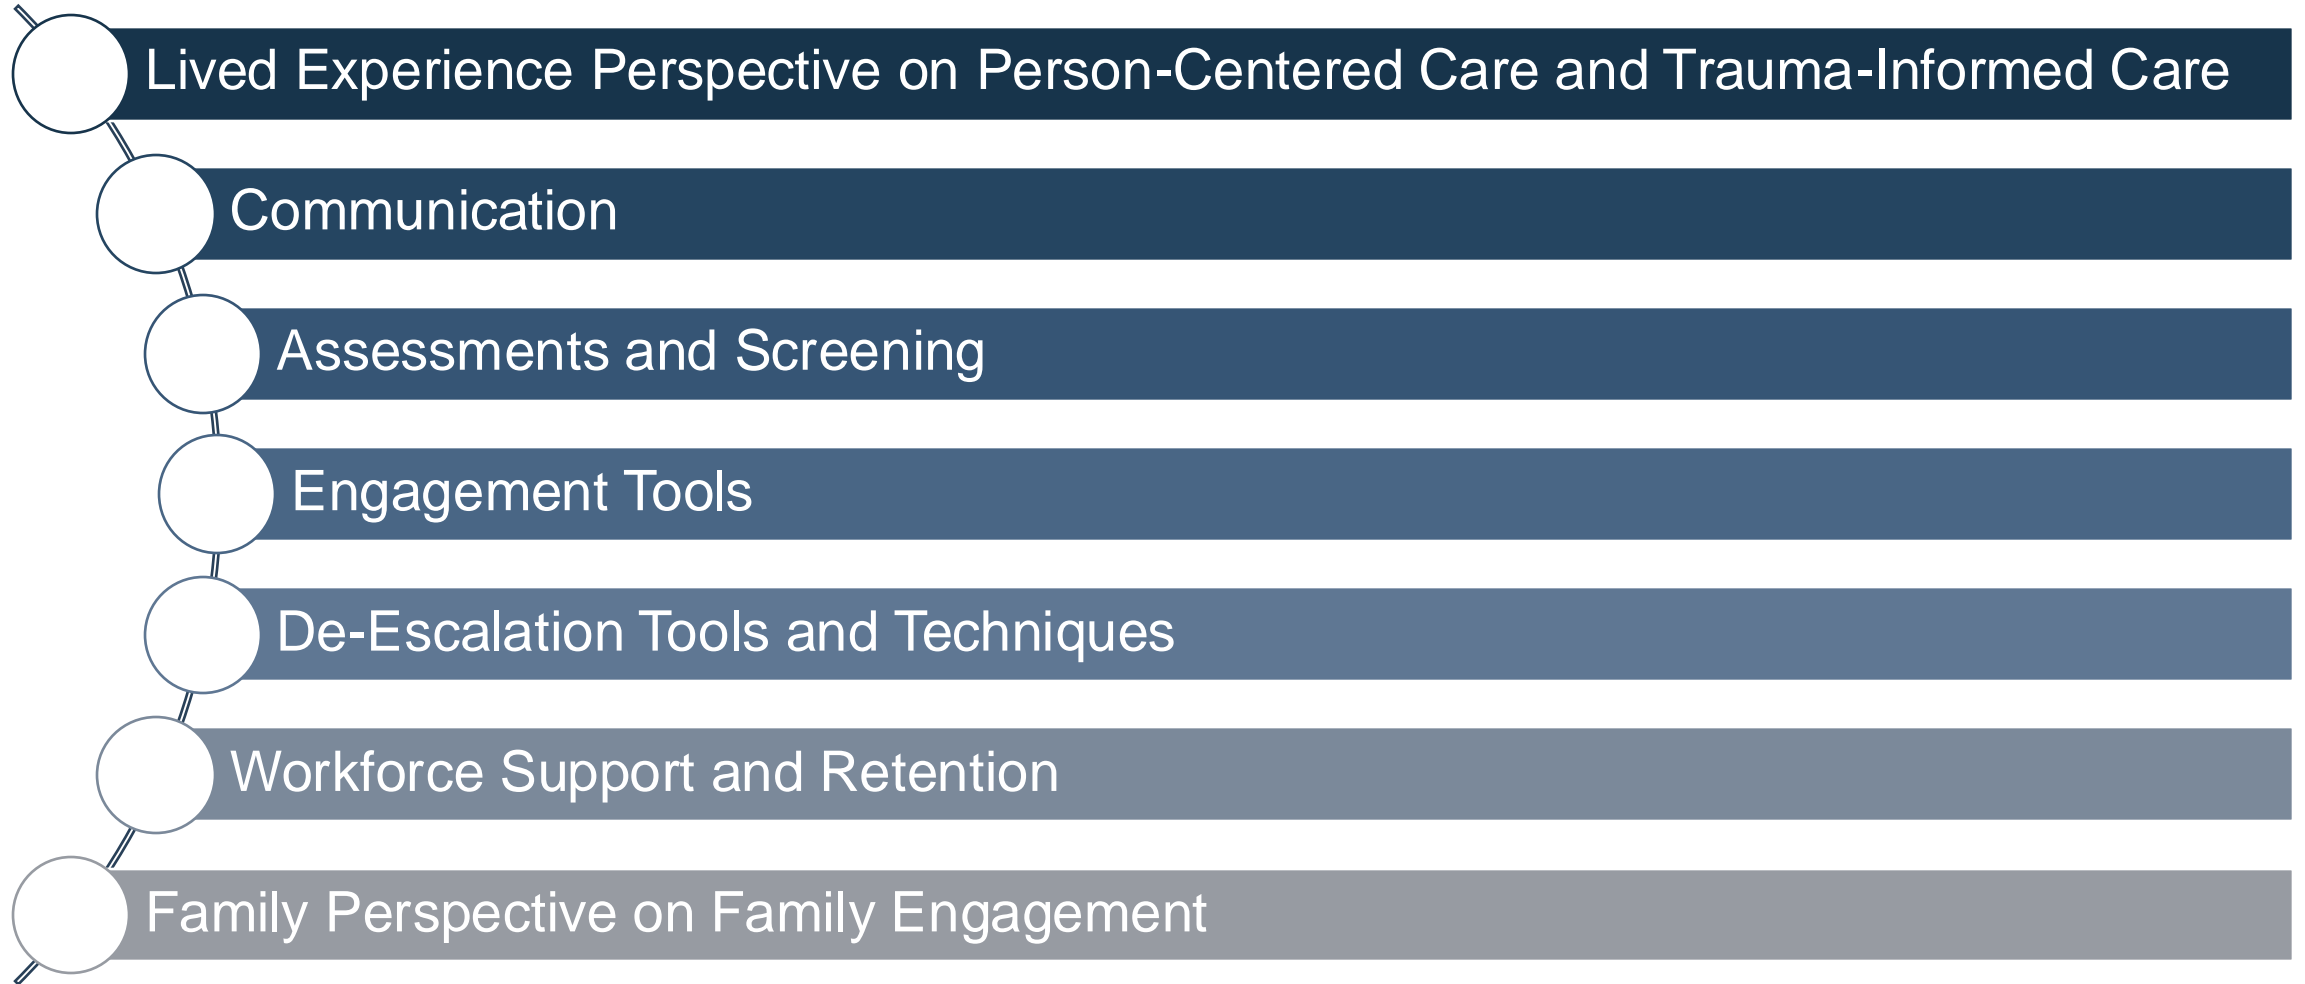 Lived Experience Perspective on Person-Centered Care and Trauma-Informed Care
Communication
Assessments and Screening
Engagement Tools
De-Escalation Tools and Techniques
Workforce Support and Retention
Family Perspective on Family Engagement